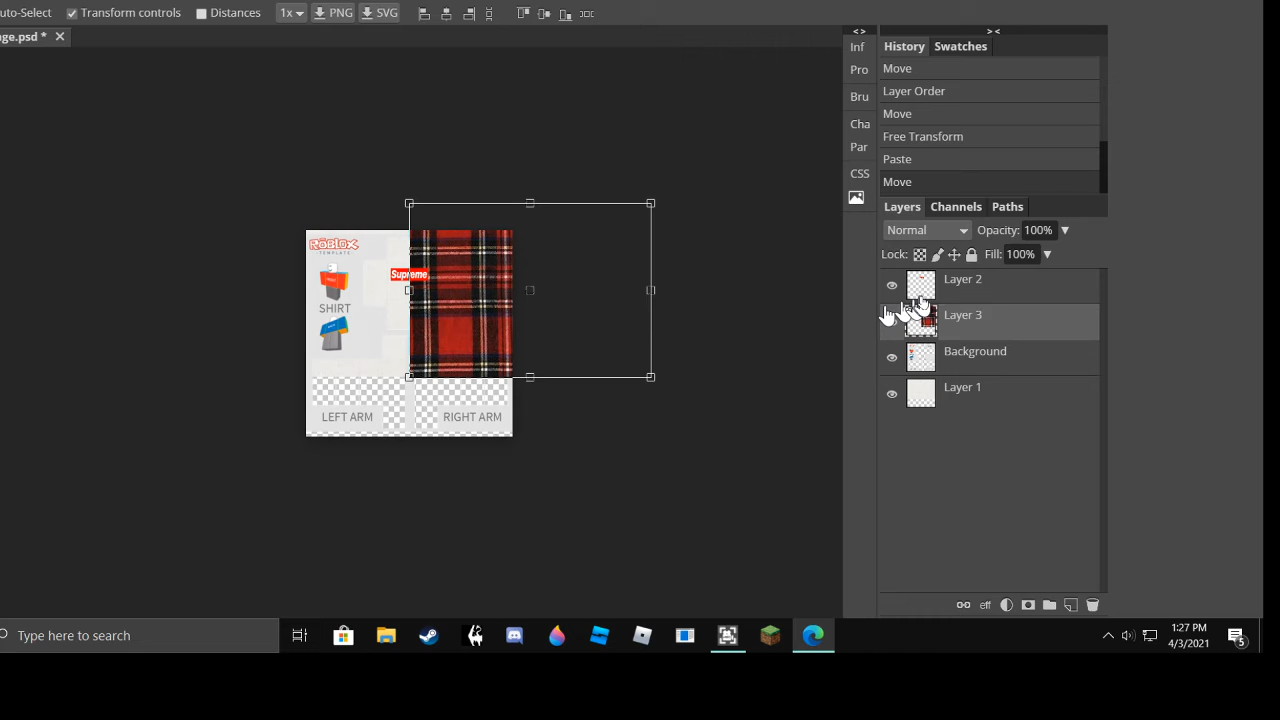 uto-Select Transform controls Distances 1x PNG SVG
ge.psd * ✕
Inf
Pro
Bru
Cha
Par
CSS
History Swatches
Move
Layer Order
Move
Free Transform
Paste
Move
Layers Channels Paths
Normal Opacity: 100%
Lock: Fill: 100%
Layer 2
Layer 3
Background
Layer 1
eff
ROBLOX
TEMPLATE
SHIRT
Supreme
LEFT ARM
RIGHT ARM
Type here to search
1:27 PM
4/3/2021
5